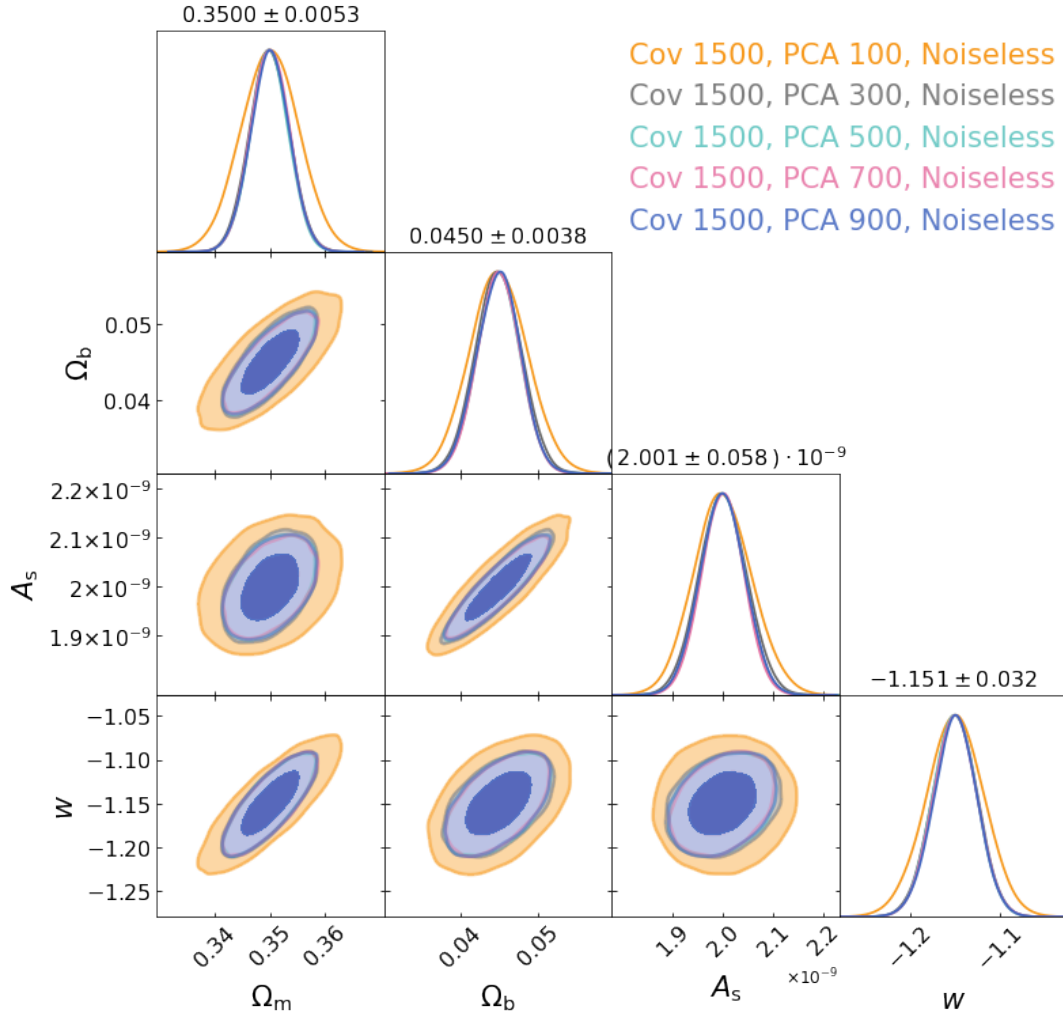 0.3500 ± 0.0053
Cov 1500, PCA 100, Noiseless
Cov 1500, PCA 300, Noiseless
Cov 1500, PCA 500, Noiseless
Cov 1500, PCA 700, Noiseless
Cov 1500, PCA 900, Noiseless
0.0450 ± 0.0038
0.05
0.04
Ω_b
(2.001 ± 0.058) · 10⁻⁹
2.2×10⁻⁹
2.1×10⁻⁹
2×10⁻⁹
1.9×10⁻⁹
A_s
−1.151 ± 0.032
−1.05
−1.10
−1.15
−1.20
−1.25
w
0.34 0.35 0.36
0.04 0.05
1.9 2.0 2.1 2.2
−1.2 −1.1
×10⁻⁹
Ω_m Ω_b A_s w